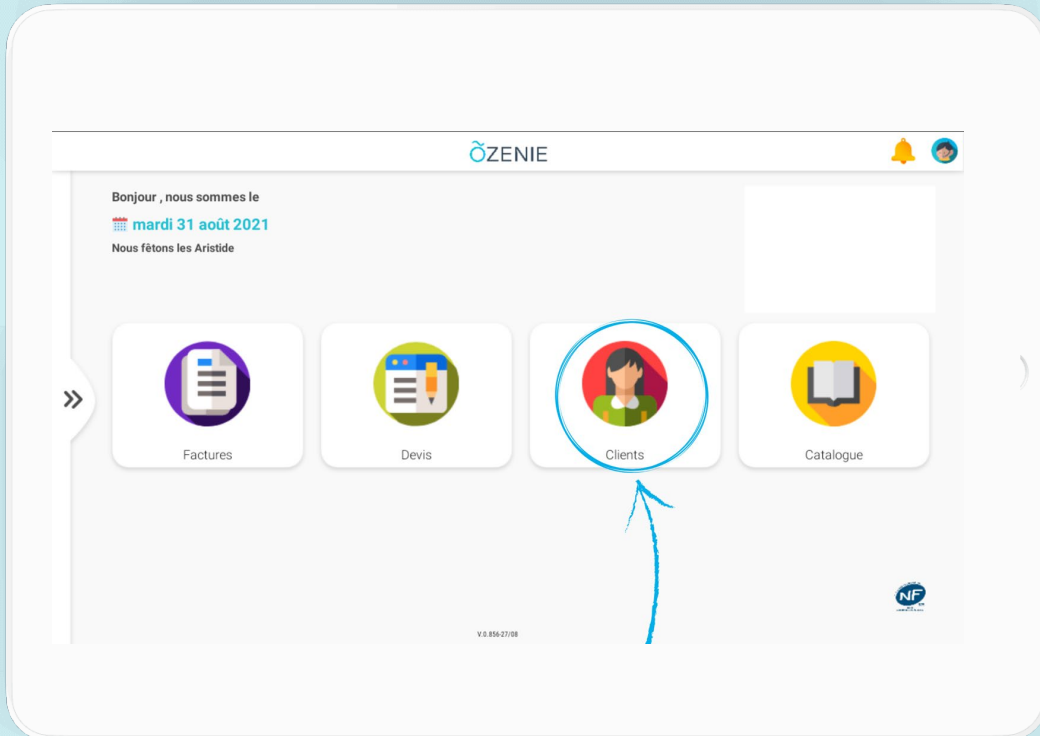 ÕZENIE
Bonjour , nous sommes le
mardi 31 août 2021
Nous fêtons les Aristide
Factures
Devis
Clients
Catalogue
NF
V.0.856-27/08